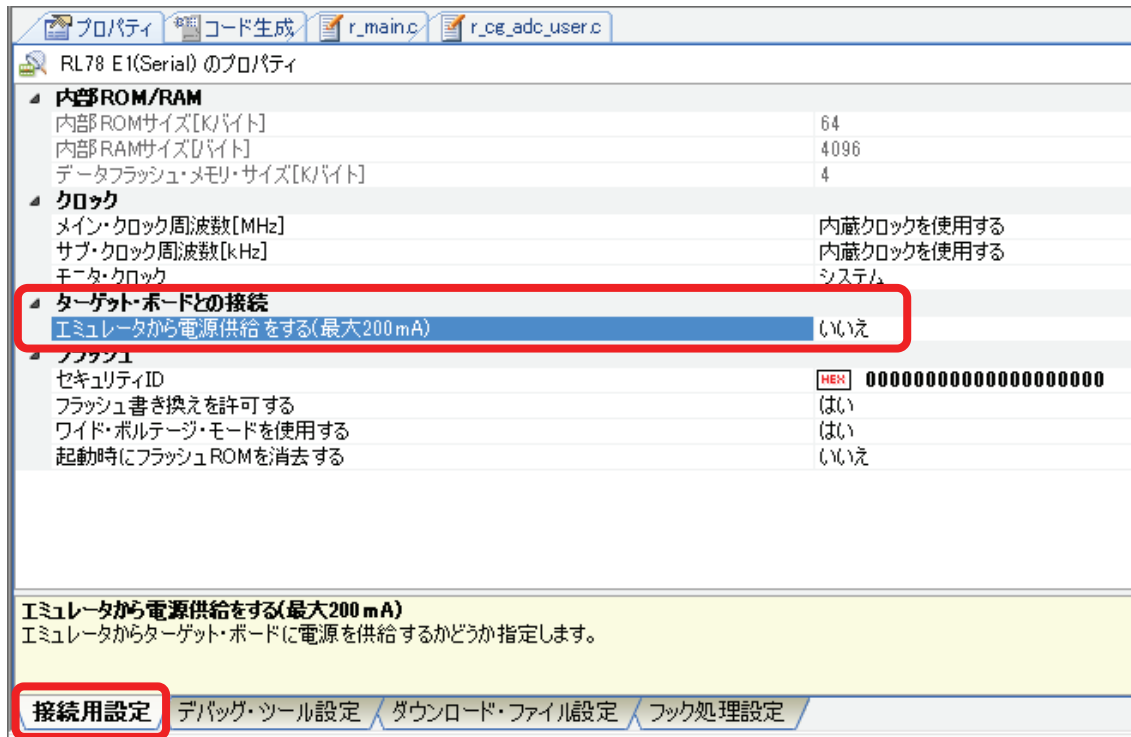 プロパティ コード生成 r_main.c r_cg_adc_user.c
RL78 E1(Serial) のプロパティ
内部ROM/RAM
内部ROMサイズ[Kバイト] 64
内部RAMサイズ[バイト] 4096
データフラッシュ・メモリ・サイズ[Kバイト] 4
クロック
メイン・クロック周波数[MHz] 内蔵クロックを使用する
サブ・クロック周波数[kHz] 内蔵クロックを使用する
モニタ・クロック システム
ターゲット・ボードとの接続
エミュレータから電源供給をする(最大200mA) いいえ
フラッシュ
セキュリティID HEX 00000000000000000000
フラッシュ書き換えを許可する はい
ワイド・ボルテージ・モードを使用する はい
起動時にフラッシュROMを消去する いいえ
エミュレータから電源供給をする(最大200mA)
エミュレータからターゲット・ボードに電源を供給するかどうか指定します。
接続用設定 デバッグ・ツール設定 ダウンロード・ファイル設定 フック処理設定